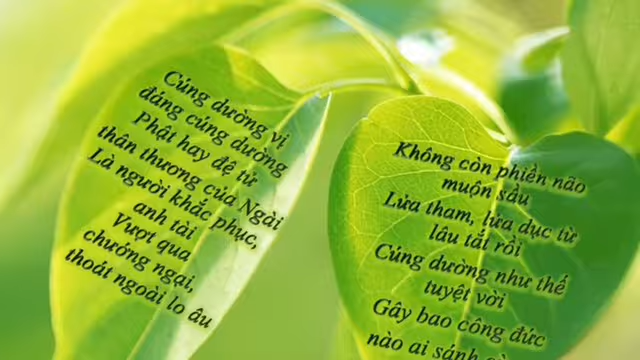 Cúng dường vị
đáng cúng dường
Phật hay đệ tử
thân thương của Ngài
Là người khắc phục,
anh tài
Vượt qua
chướng ngại,
thoát ngoài lo âu
Không còn phiền não
muộn sầu
Lửa tham, lửa dục từ
lâu tắt rồi
Cúng dường như thế
tuyệt vời
Gây bao công đức
nào ai sánh